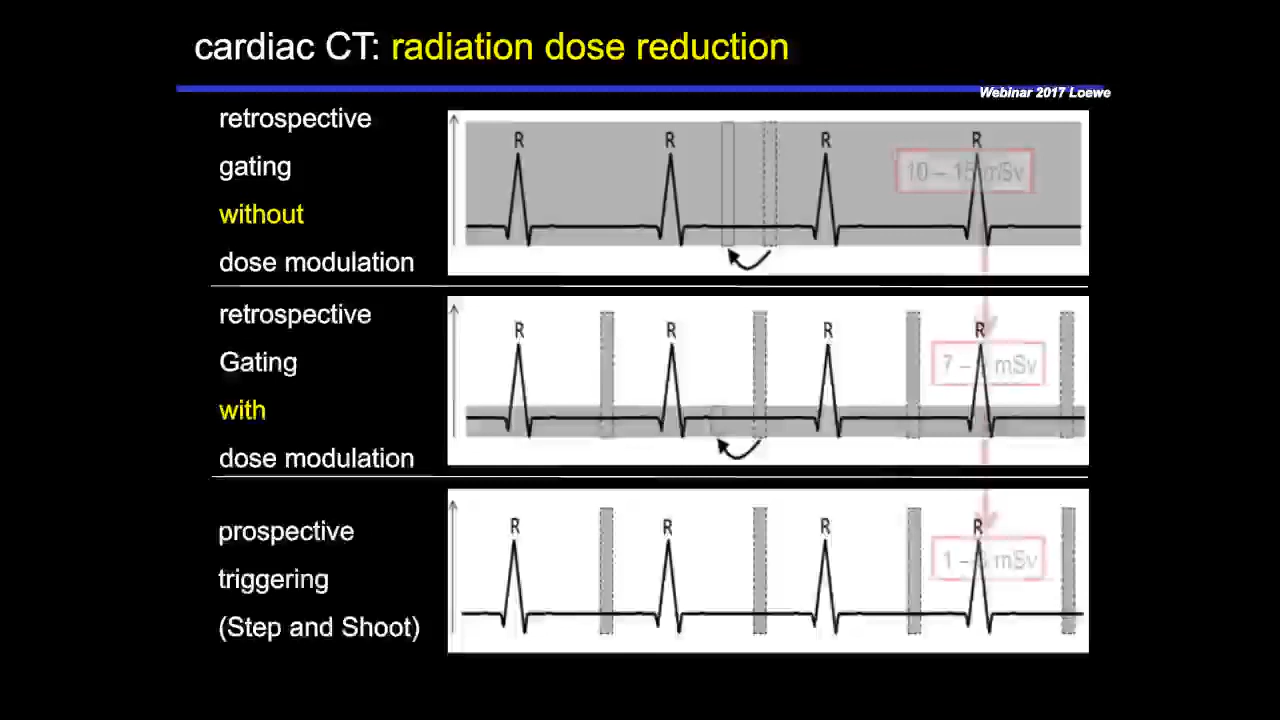 cardiac CT: radiation dose reduction
Webinar 2017 Loewe
retrospective
gating
without
dose modulation
R R R R
10 – 15 mSv
retrospective
Gating
with
dose modulation
R R R R
7 – mSv
prospective
triggering
(Step and Shoot)
R R R R
1 – mSv